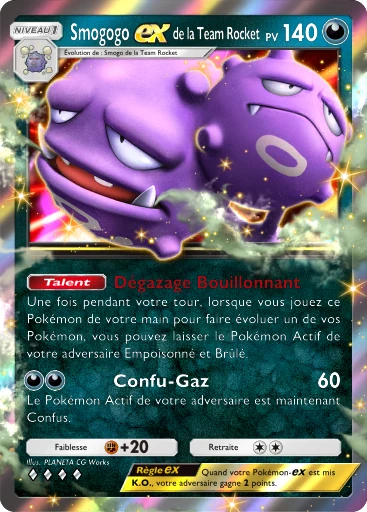 NIVEAU 1
Smogogo ex de la Team Rocket PV 140
Évolution de : Smogo de la Team Rocket
Talent Dégazage Bouillonnant
Une fois pendant votre tour, lorsque vous jouez ce
Pokémon de votre main pour faire évoluer un de vos
Pokémon, vous pouvez laisser le Pokémon Actif de
votre adversaire Empoisonné et Brûlé.
Confu-Gaz 60
Le Pokémon Actif de votre adversaire est maintenant
Confus.
Faiblesse +20 Retraite
Illus. PLANETA CG Works
Règle ex Quand votre Pokémon-ex est mis
K.O., votre adversaire gagne 2 points.